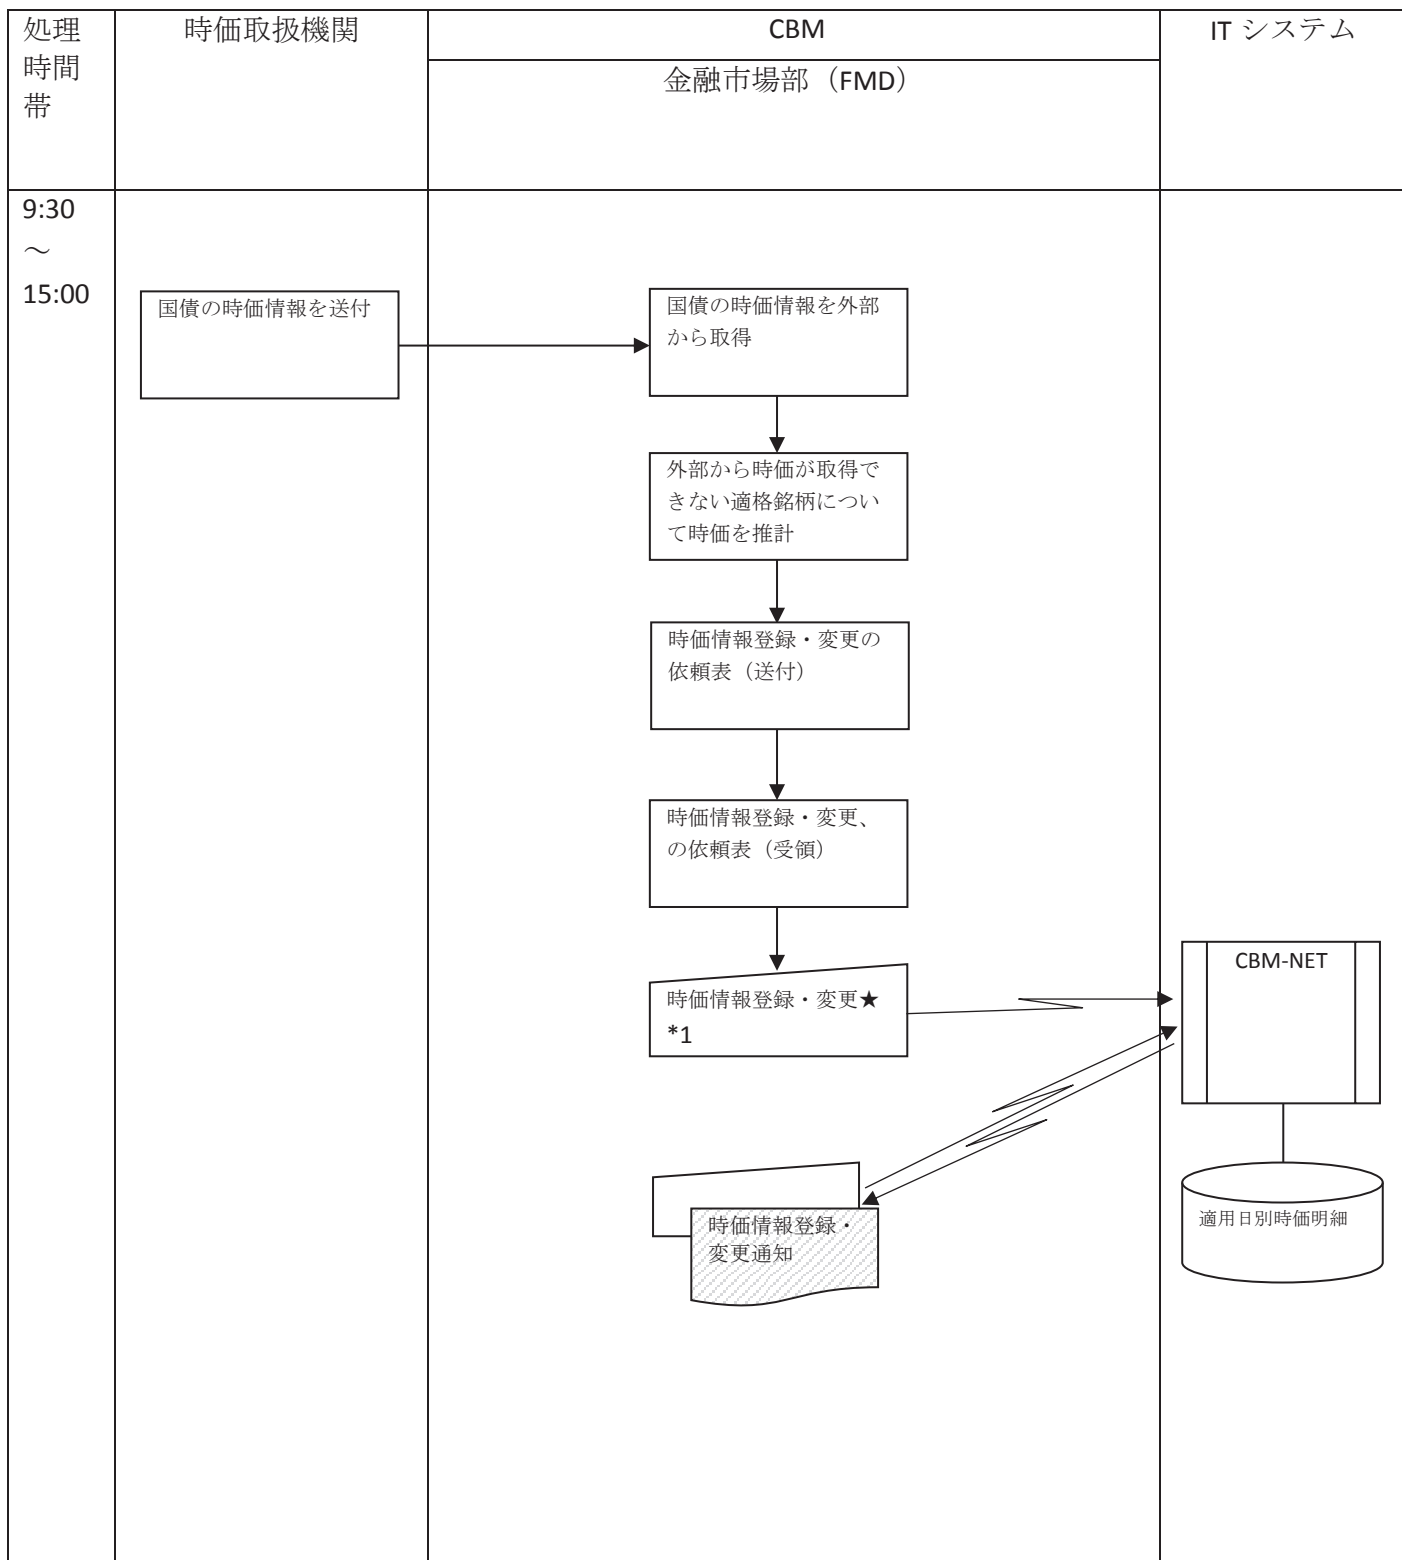 処理
時間
帯
時価取扱機関
CBM
金融市場部（FMD）
IT システム
9:30
～
15:00
国債の時価情報を送付
国債の時価情報を外部
から取得
外部から時価が取得で
きない適格銘柄につい
て時価を推計
時価情報登録・変更の
依頼表（送付）
時価情報登録・変更、
の依頼表（受領）
時価情報登録・変更★
*1
CBM-NET
適用日別時価明細
時価情報登録・
変更通知